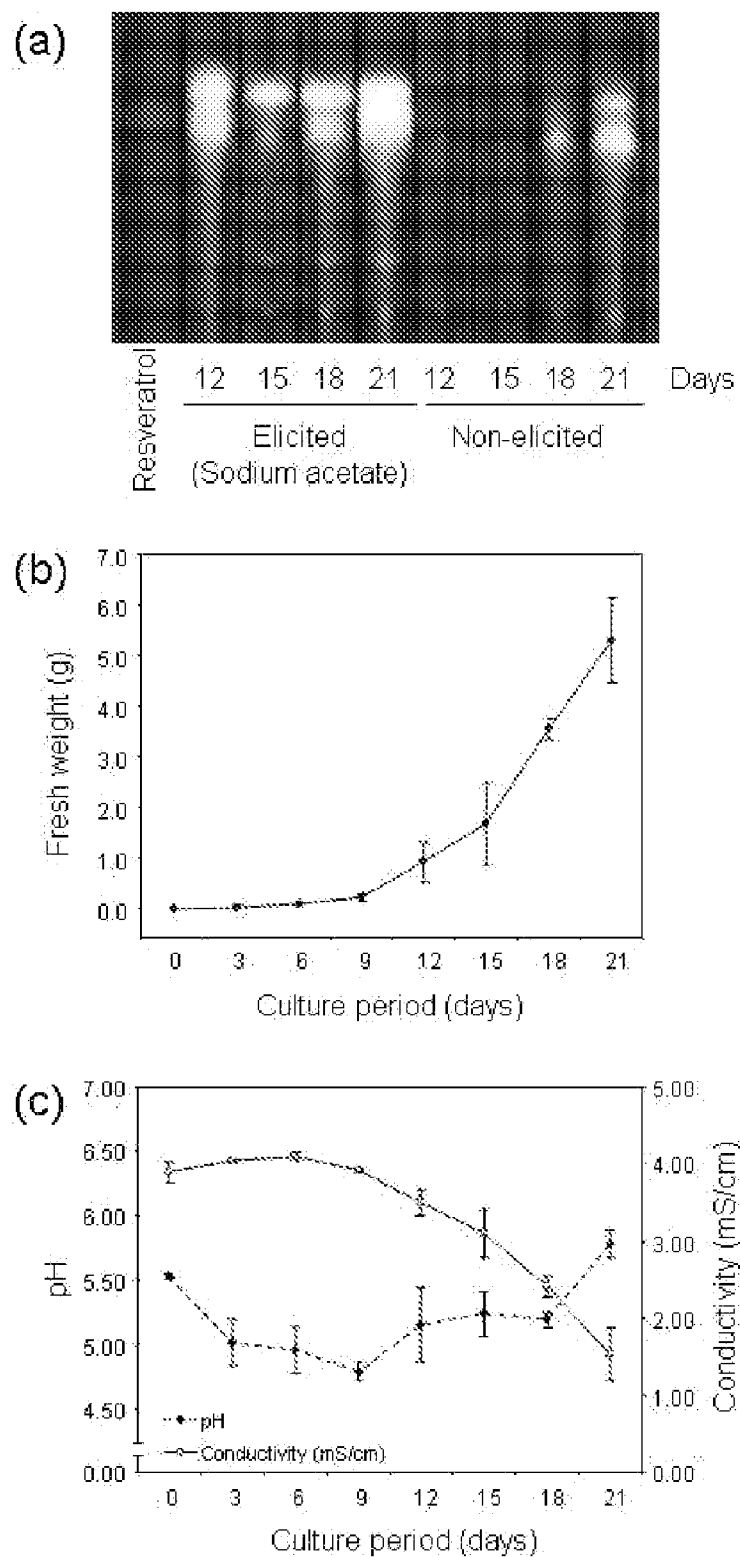 (a)
Resveratrol
12 15 18 21 12 15 18 21 Days
Elicited
(Sodium acetate)
Non-elicited
(b)
7.0
6.0
5.0
4.0
3.0
2.0
1.0
0.0
Fresh weight (g)
0 3 6 9 12 15 18 21
Culture period (days)
(c)
7.00
6.50
6.00
5.50
5.00
4.50
0.00
pH
5.00
4.00
3.00
2.00
1.00
0.00
Conductivity (mS/cm)
pH
Conductivity (mS/cm)
0 3 6 9 12 15 18 21
Culture period (days)